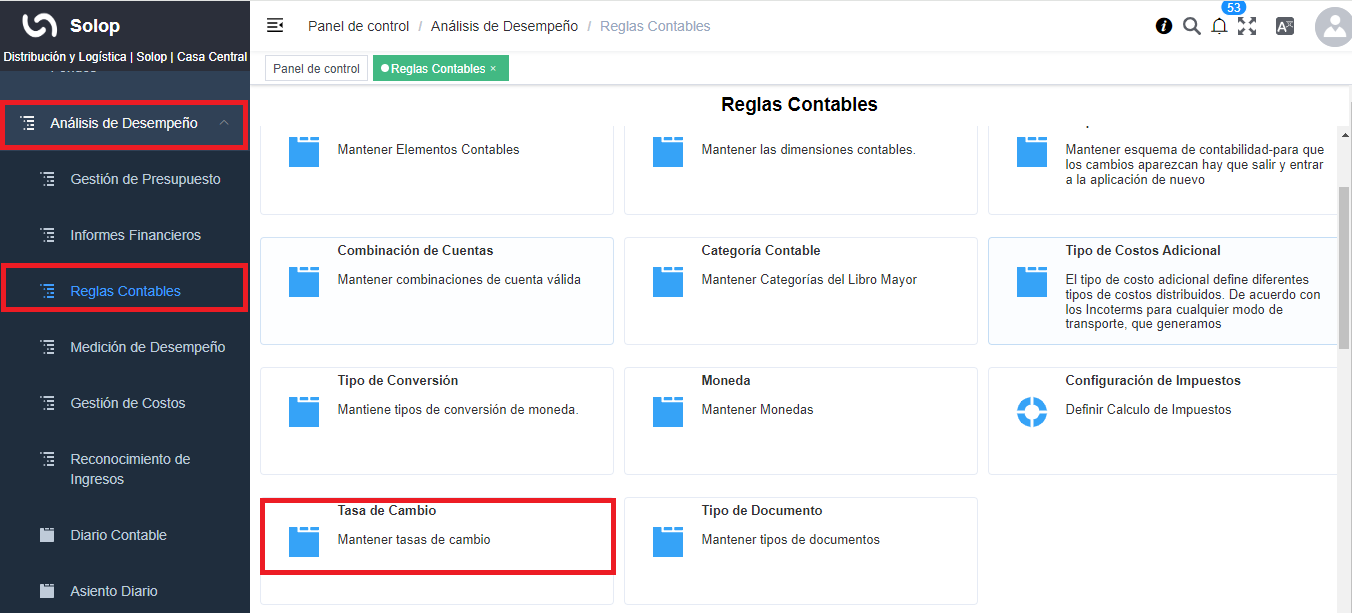 Solop
Distribución y Logística | Solop | Casa Central
Análisis de Desempeño
Gestión de Presupuesto
Informes Financieros
Reglas Contables
Medición de Desempeño
Gestión de Costos
Reconocimiento de
Ingresos
Diario Contable
Asiento Diario
Panel de control / Análisis de Desempeño / Reglas Contables
53
Panel de control
Reglas Contables ×
Reglas Contables
Mantener Elementos Contables
Mantener las dimensiones contables.
Mantener esquema de contabilidad-para que
los cambios aparezcan hay que salir y entrar
a la aplicación de nuevo
Combinación de Cuentas
Mantener combinaciones de cuenta válida
Categoría Contable
Mantener Categorías del Libro Mayor
Tipo de Costos Adicional
El tipo de costo adicional define diferentes
tipos de costos distribuidos. De acuerdo con
los Incoterms para cualquier modo de
transporte, que generamos
Tipo de Conversión
Mantiene tipos de conversión de moneda.
Moneda
Mantener Monedas
Configuración de Impuestos
Definir Calculo de Impuestos
Tasa de Cambio
Mantener tasas de cambio
Tipo de Documento
Mantener tipos de documentos